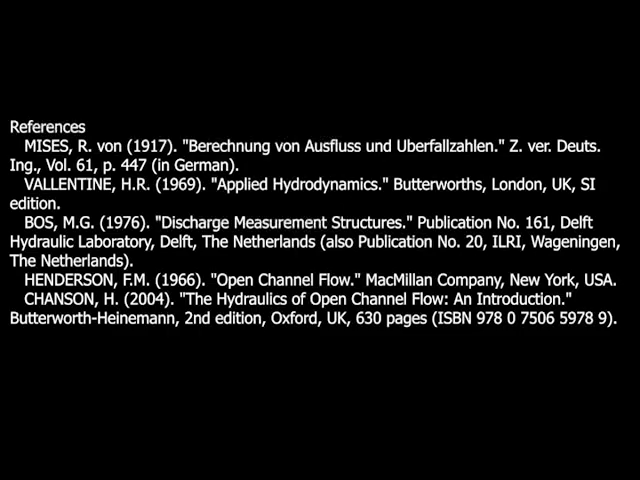 References
MISES, R. von (1917). "Berechnung von Ausfluss und Uberfallzahlen." Z. ver. Deuts.
Ing., Vol. 61, p. 447 (in German).
VALLENTINE, H.R. (1969). "Applied Hydrodynamics." Butterworths, London, UK, SI
edition.
BOS, M.G. (1976). "Discharge Measurement Structures." Publication No. 161, Delft
Hydraulic Laboratory, Delft, The Netherlands (also Publication No. 20, ILRI, Wageningen,
The Netherlands).
HENDERSON, F.M. (1966). "Open Channel Flow." MacMillan Company, New York, USA.
CHANSON, H. (2004). "The Hydraulics of Open Channel Flow: An Introduction."
Butterworth-Heinemann, 2nd edition, Oxford, UK, 630 pages (ISBN 978 0 7506 5978 9).